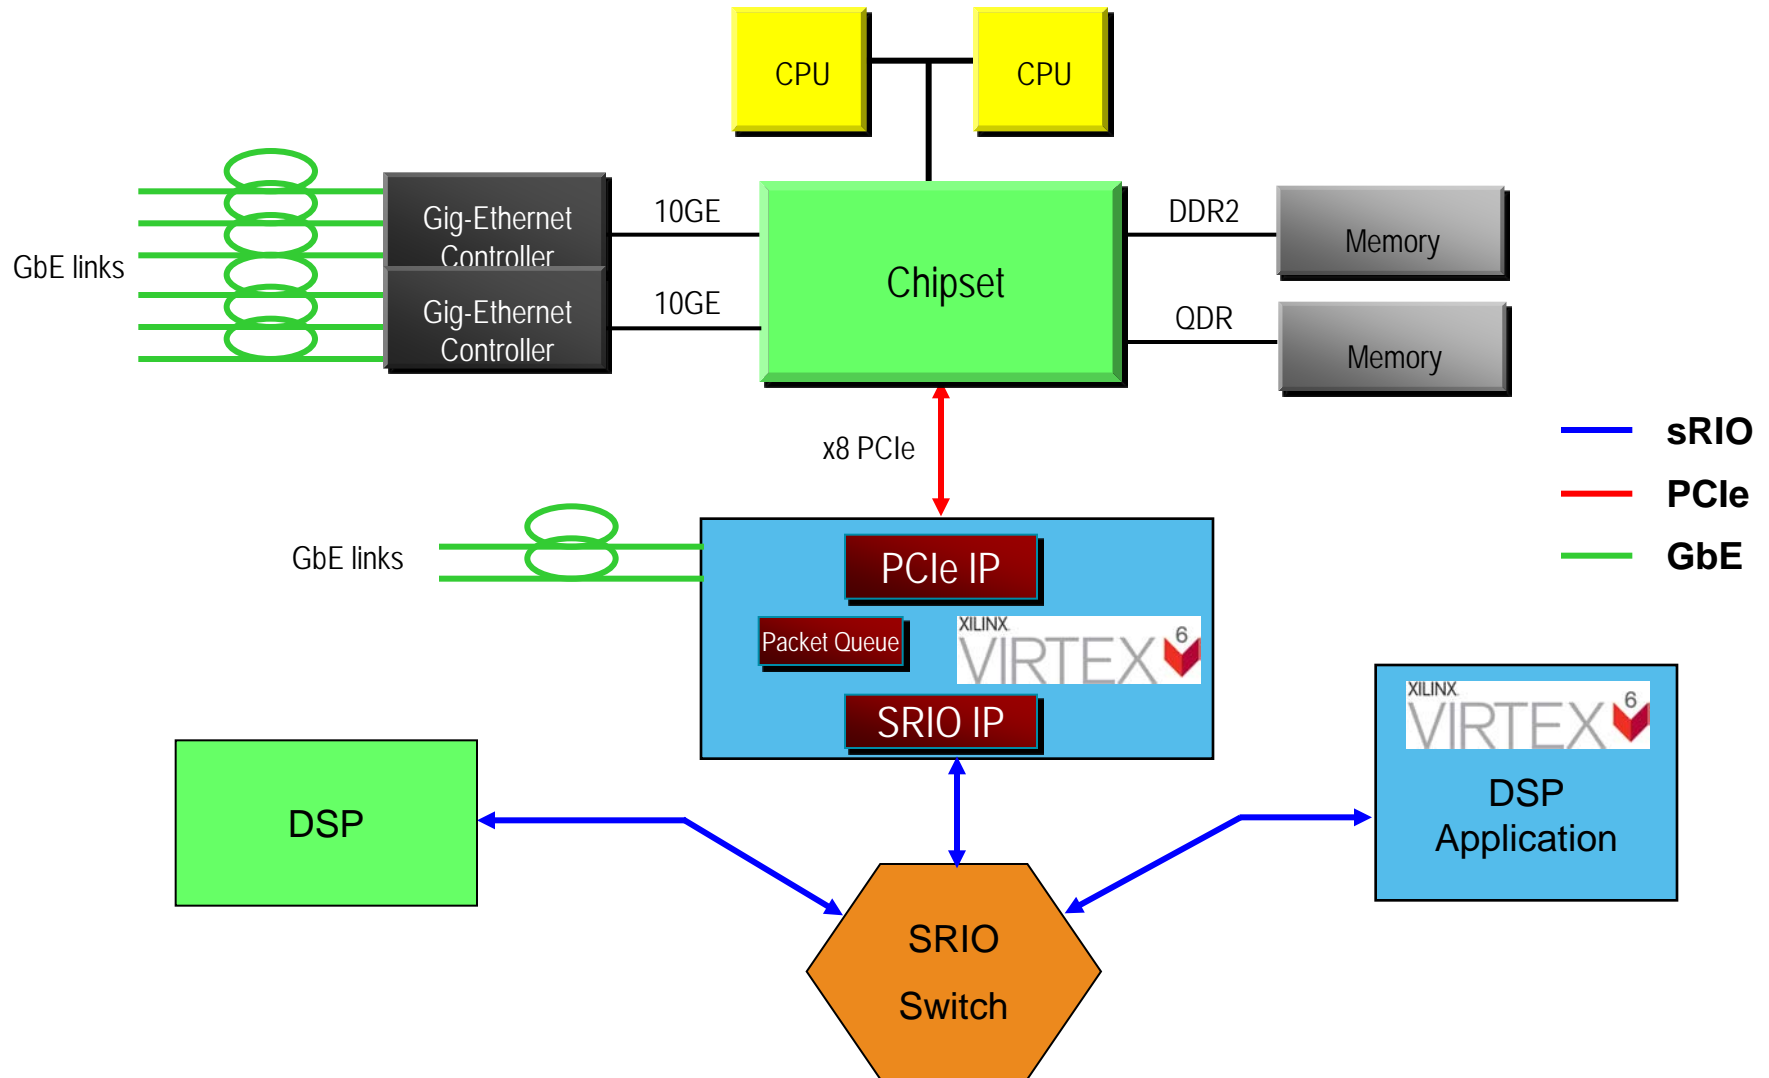 CPU
CPU
Gig-Ethernet
Controller
10GE
DDR2
Memory
GbE links
Chipset
Gig-Ethernet
Controller
10GE
QDR
Memory
x8 PCIe
sRIO
PCIe
GbE
GbE links
PCIe IP
Packet Queue
XILINX
VIRTEX 6
SRIO IP
XILINX
VIRTEX 6
DSP
Application
DSP
SRIO
Switch